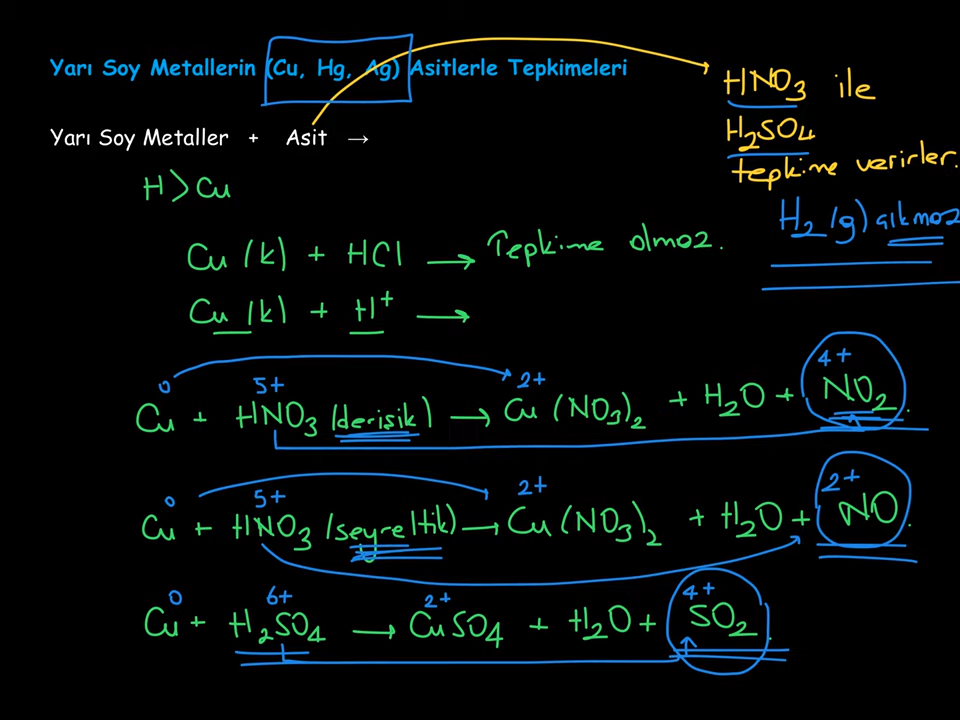 Yarı Soy Metallerin (Cu, Hg, Ag) Asitlerle Tepkimeleri
HNO3 ile
H2SO4
tepkime verirler.
H2 (g) çıkmaz
Yarı Soy Metaller + Asit →
H > Cu
Cu (k) + HCl → Tepkime olmaz.
Cu (k) + H+ →
0 5+ 2+ 4+
Cu + HNO3 (derişik) → Cu (NO3)2 + H2O + NO2.
0 5+ 2+ 2+
Cu + HNO3 (seyreltik) → Cu (NO3)2 + H2O + NO.
0 6+ 2+ 4+
Cu + H2SO4 → CuSO4 + H2O + SO2.